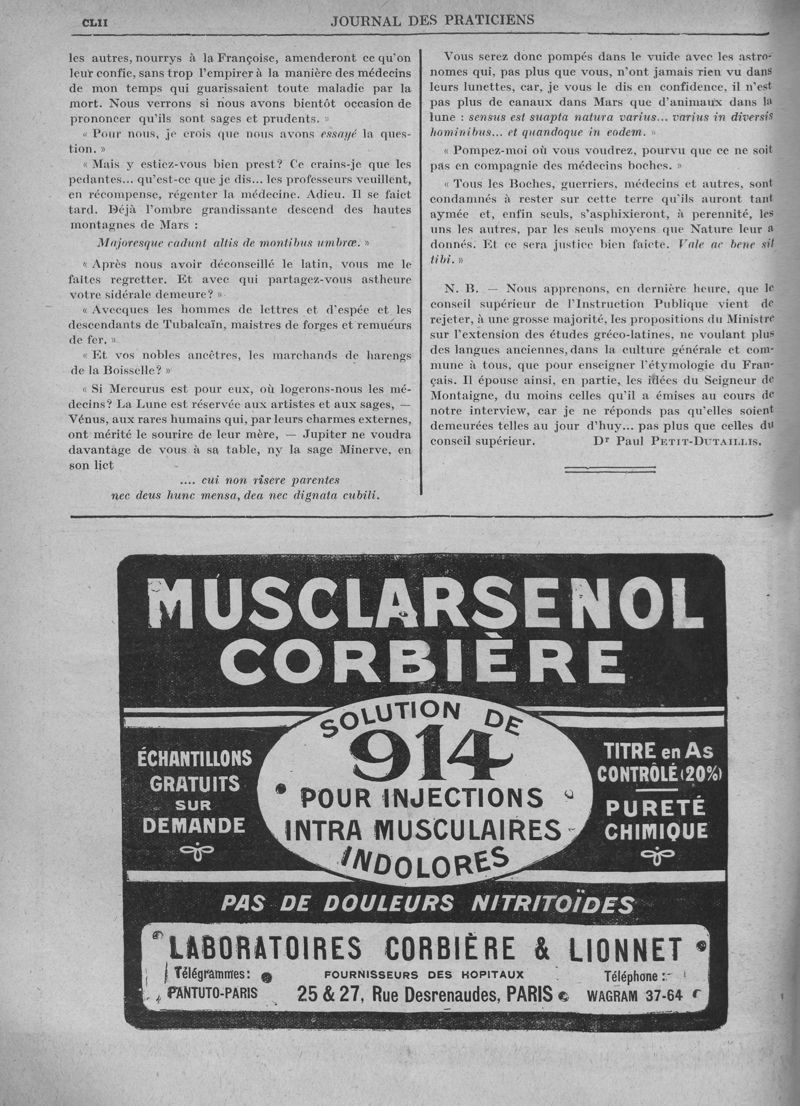 CLII
JOURNAL DES PRATICIENS
les autres, nourrys à la Françoise, amenderont ce qu'on
leur confie, sans trop l'empirer à la manière des médecins
de mon temps qui guarissaient toute maladie par la
mort. Nous verrons si nous avons bientôt occasion de
prononcer qu'ils sont sages et prudents. »
« Pour nous, je crois que nous avons essayé la ques-
tion. »
« Mais y estiez-vous bien prest? Ce crains-je que les
pedantes... qu'est-ce que je dis... les professeurs veuillent,
en récompense, régenter la médecine. Adieu. Il se faict
tard. Déjà l'ombre grandissante descend des hautes
montagnes de Mars :
Majoresque cadunt altis de montibus umbræ. »
« Après nous avoir déconseillé le latin, vous me le
faites regretter. Et avec qui partagez-vous astheure
votre sidérale demeure? »
« Avecques les hommes de lettres et d'espée et les
descendants de Tubalcaïn, maistres de forges et remueurs
de fer. »
« Et vos nobles ancêtres, les marchands de harengs
de la Boisselle? »
« Si Mercurus est pour eux, où logerons-nous les mé-
decins? La Lune est réservée aux artistes et aux sages, —
Vénus, aux rares humains qui, par leurs charmes externes,
ont mérité le sourire de leur mère, — Jupiter ne voudra
davantage de vous à sa table, ny la sage Minerve, en
son lict
.... cui non risere parentes
nec deus hunc mensa, dea nec dignata cubili.
Vous serez donc pompés dans le vuide avec les astro-
nomes qui, pas plus que vous, n'ont jamais rien vu dans
leurs lunettes, car, je vous le dis en confidence, il n'est
pas plus de canaux dans Mars que d'animaux dans la
lune : sensus est suapta natura varius... varius in diversis
hominibus... et quandoque in eodem. »
« Pompez-moi où vous voudrez, pourvu que ce ne soit
pas en compagnie des médecins boches. »
« Tous les Boches, guerriers, médecins et autres, sont
condamnés à rester sur cette terre qu'ils auront tant
aymée et, enfin seuls, s'asphixieront, à perennité, les
uns les autres, par les seuls moyens que Nature leur a
donnés. Et ce sera justice bien faicte. Vale ac bene sit
tibi. »
N. B. — Nous apprenons, en dernière heure, que le
conseil supérieur de l'Instruction Publique vient de
rejeter, à une grosse majorité, les propositions du Ministre
sur l'extension des études gréco-latines, ne voulant plus
des langues anciennes, dans la culture générale et com-
mune à tous, que pour enseigner l'étymologie du Fran-
çais. Il épouse ainsi, en partie, les idées du Seigneur de
Montaigne, du moins celles qu'il a émises au cours de
notre interview, car je ne réponds pas qu'elles soient
demeurées telles au jour d'huy... pas plus que celles du
conseil supérieur. Dr Paul PETIT-DUTAILLIS.
MUSCLARSENOL
CORBIÈRE
SOLUTION DE
914
POUR INJECTIONS
INTRA MUSCULAIRES
INDOLORES
ÉCHANTILLONS
GRATUITS
SUR
DEMANDE
TITRE en As
CONTRÔLÉ (20%)
PURETÉ
CHIMIQUE
PAS DE DOULEURS NITRITOÏDES
LABORATOIRES CORBIÈRE & LIONNET
Télégrammes:
PANTUTO-PARIS
FOURNISSEURS DES HOPITAUX
25 & 27, Rue Desrenaudes, PARIS
Téléphone :
WAGRAM 37-64